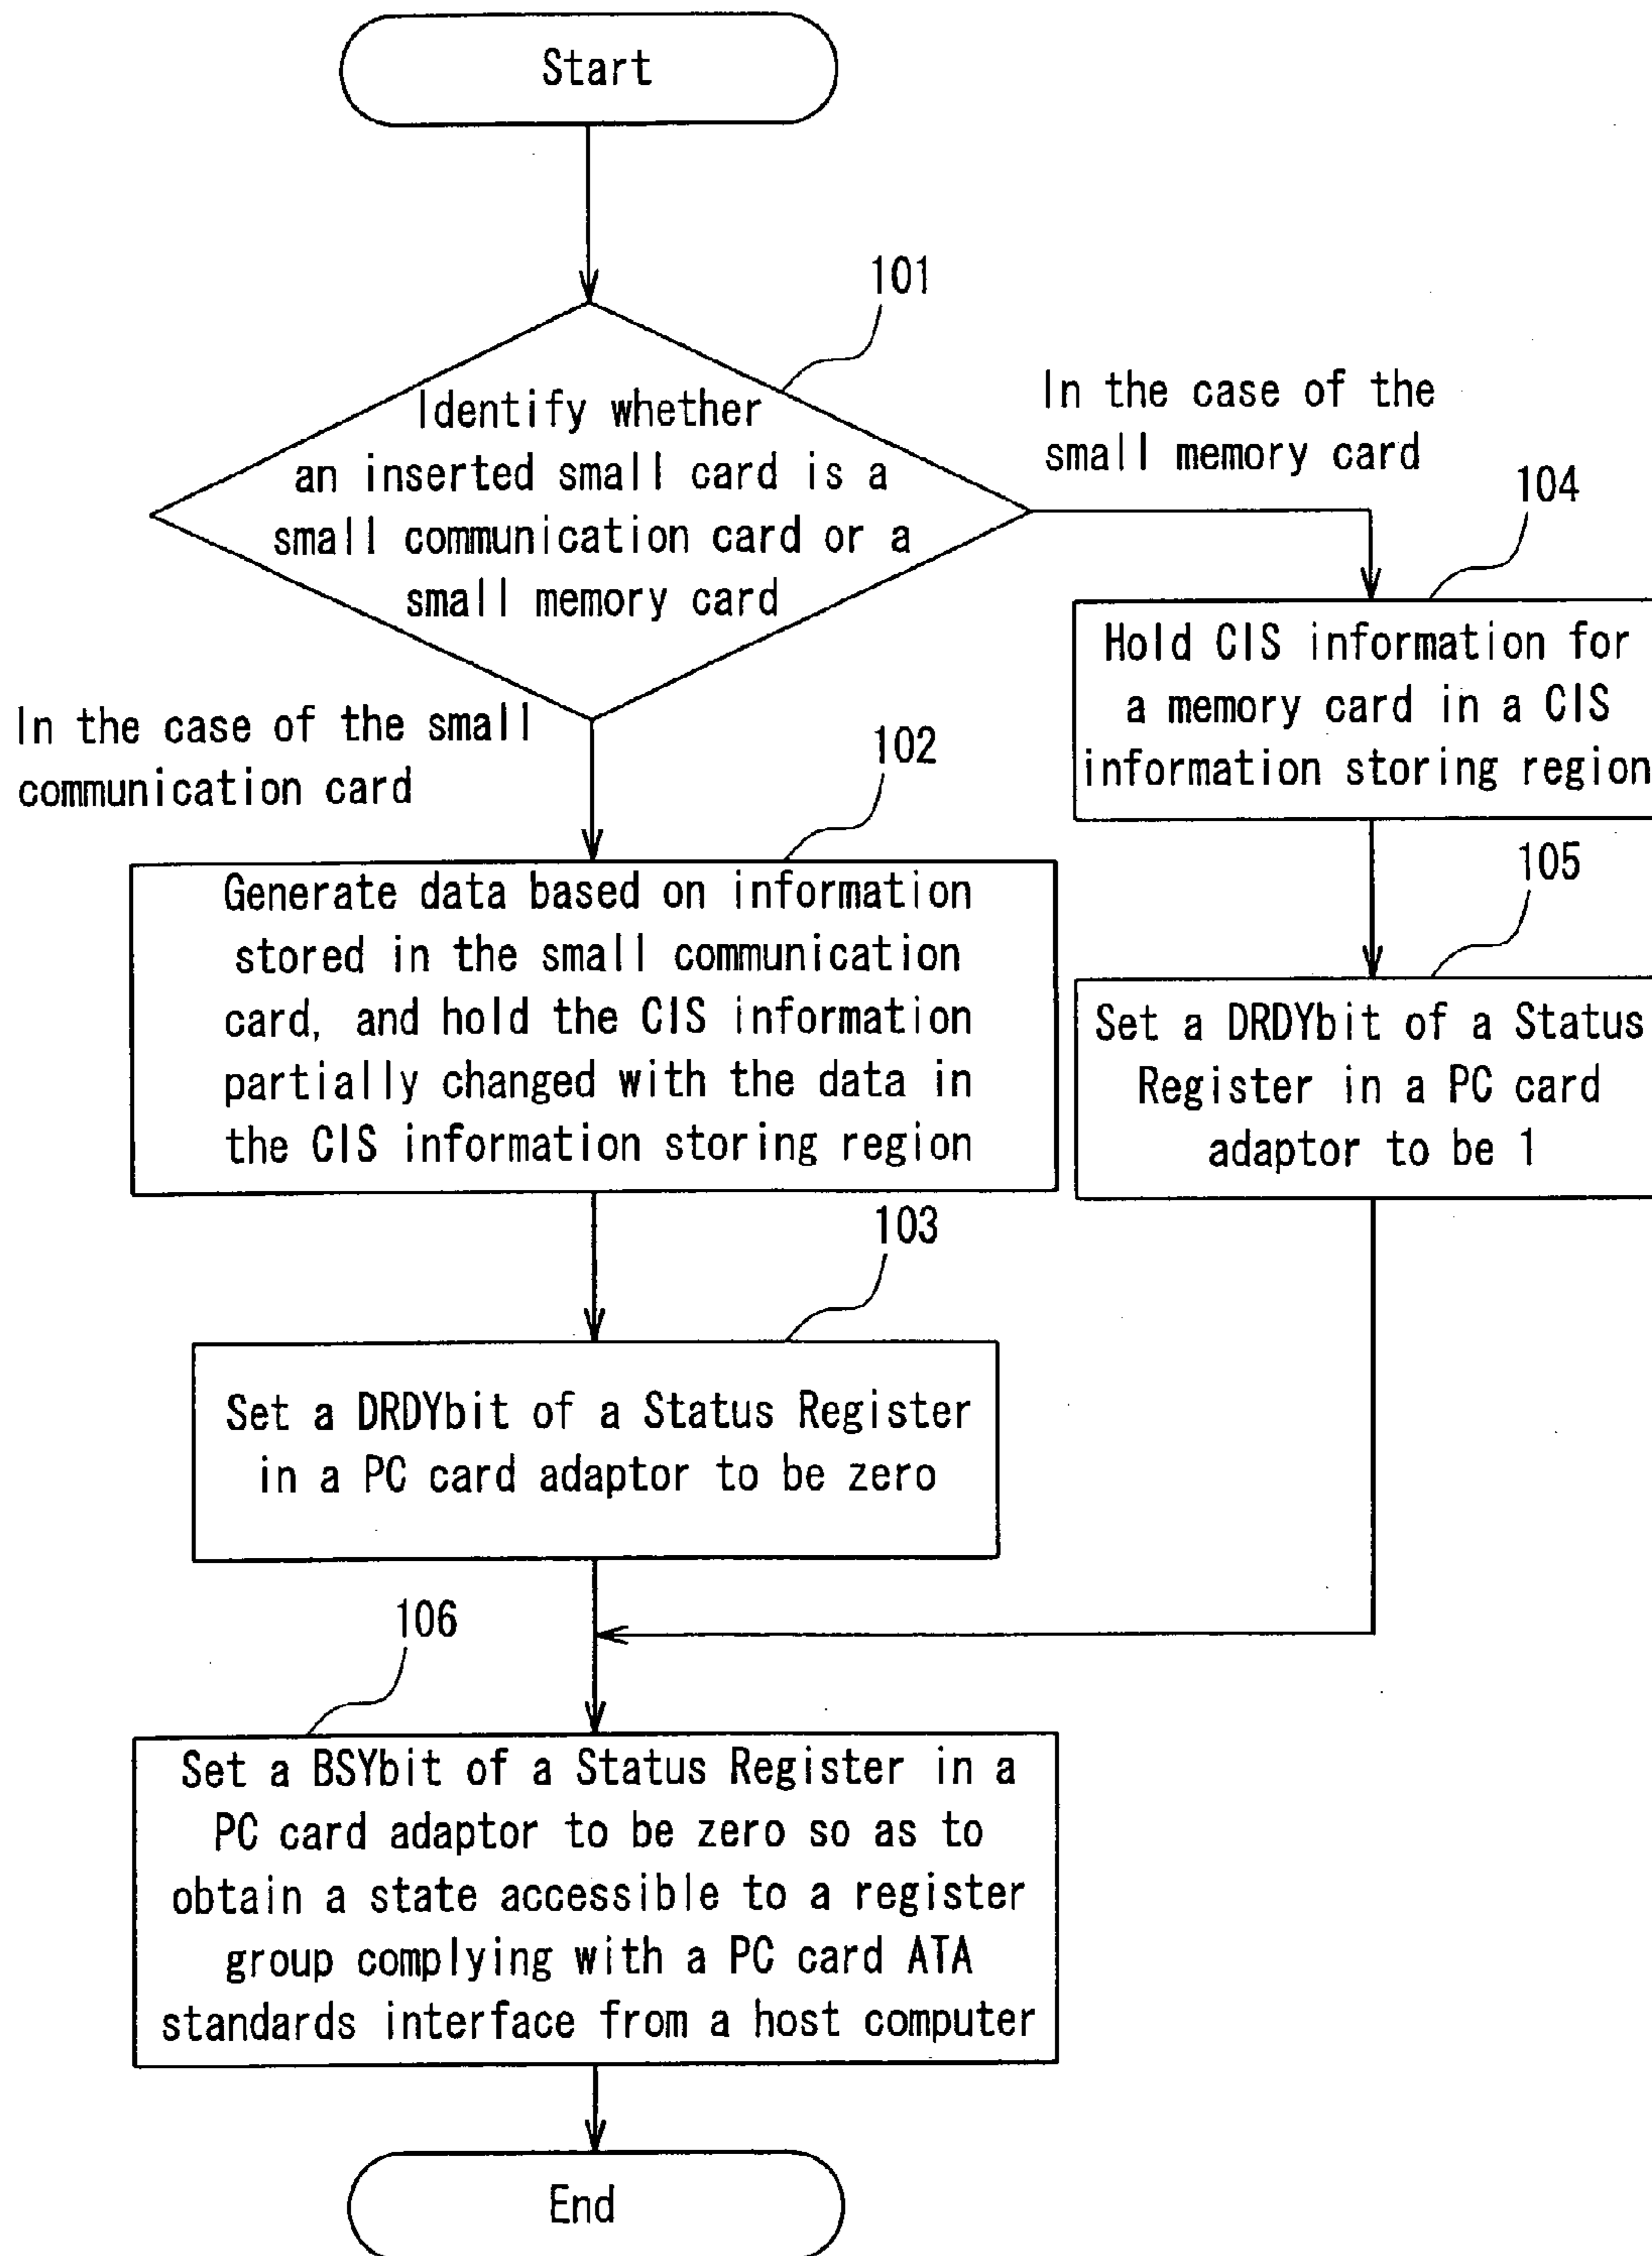 Start
101
Identify whether
an inserted small card is a
small communication card or a
small memory card
In the case of the
small memory card
104
Hold CIS information for
a memory card in a CIS
information storing region
In the case of the small
communication card
102
Generate data based on information
stored in the small communication
card, and hold the CIS information
partially changed with the data in
the CIS information storing region
105
Set a DRDYbit of a Status
Register in a PC card
adaptor to be 1
103
Set a DRDYbit of a Status Register
in a PC card adaptor to be zero
106
Set a BSYbit of a Status Register in a
PC card adaptor to be zero so as to
obtain a state accessible to a register
group complying with a PC card ATA
standards interface from a host computer
End